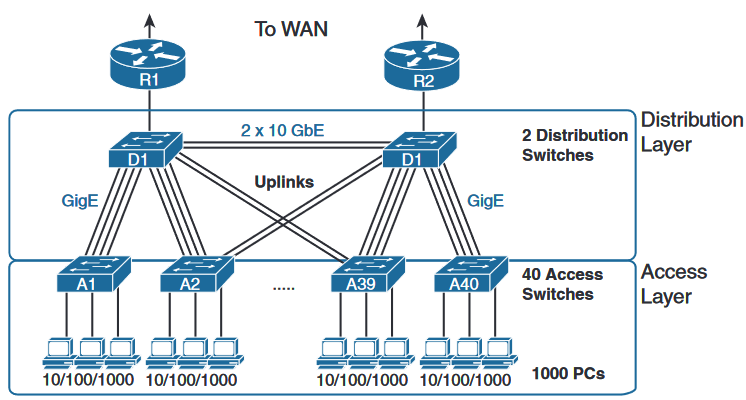 To WAN
R1
R2
2 x 10 GbE
2 Distribution
Switches
Distribution
Layer
D1
D1
Uplinks
GigE
GigE
A1
A2
.....
A39
A40
40 Access
Switches
Access
Layer
10/100/1000
10/100/1000
10/100/1000
10/100/1000
1000 PCs